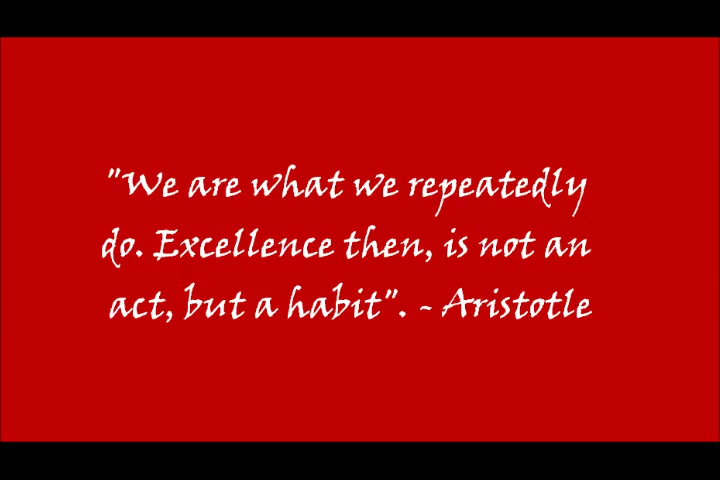 "We are what we repeatedly
do. Excellence then, is not an
act, but a habit". - Aristotle